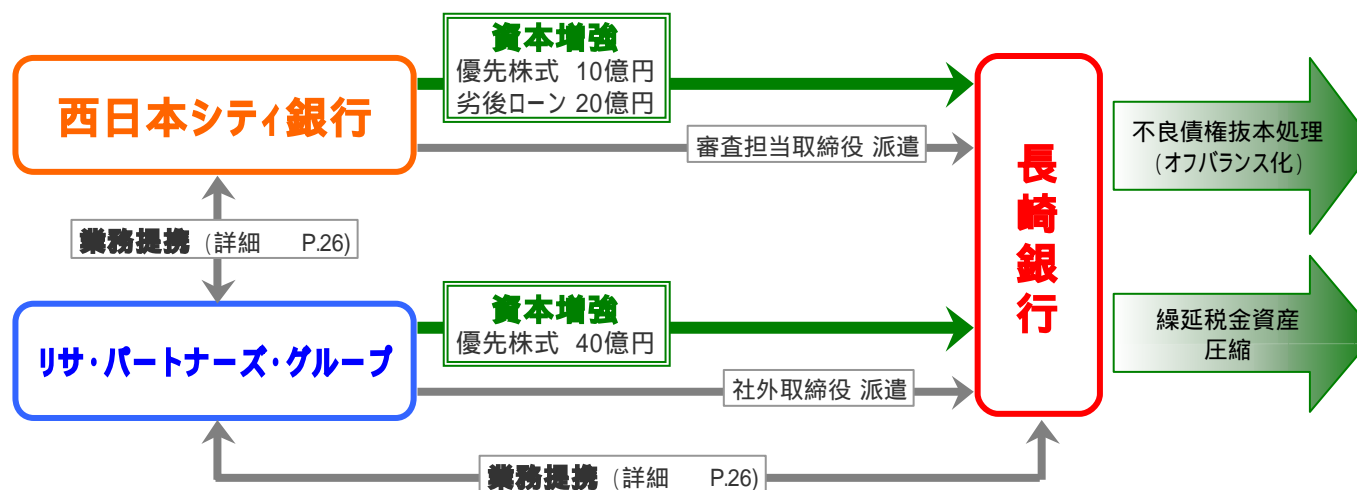 資本増強
優先株式 10億円
劣後ローン 20億円
西日本シティ銀行
審査担当取締役 派遣
業務提携 (詳細 P.26)
資本増強
優先株式 40億円
リサ・パートナーズ・グループ
社外取締役 派遣
業務提携 (詳細 P.26)
長崎銀行
不良債権抜本処理
(オフバランス化)
繰延税金資産
圧縮